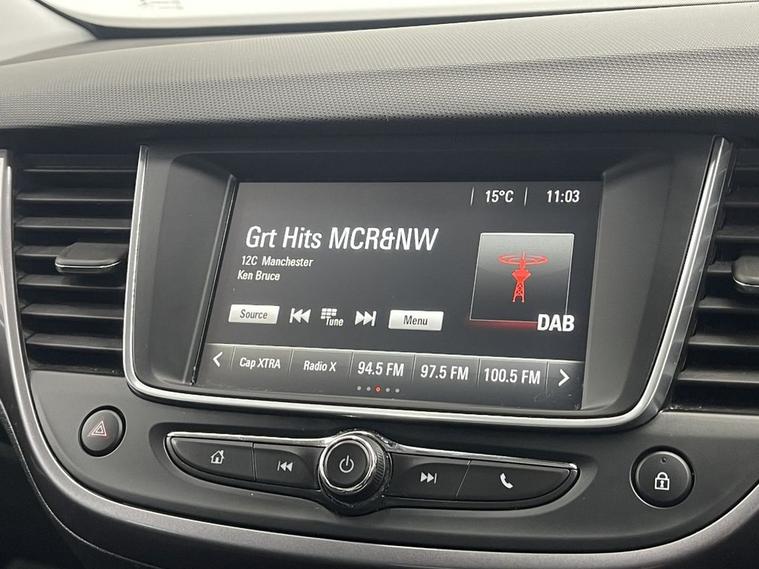 15°C 11:03
Grt Hits MCR&NW
12C Manchester
Ken Bruce
Source Tune Menu
DAB
Cap XTRA Radio X 94.5 FM 97.5 FM 100.5 FM